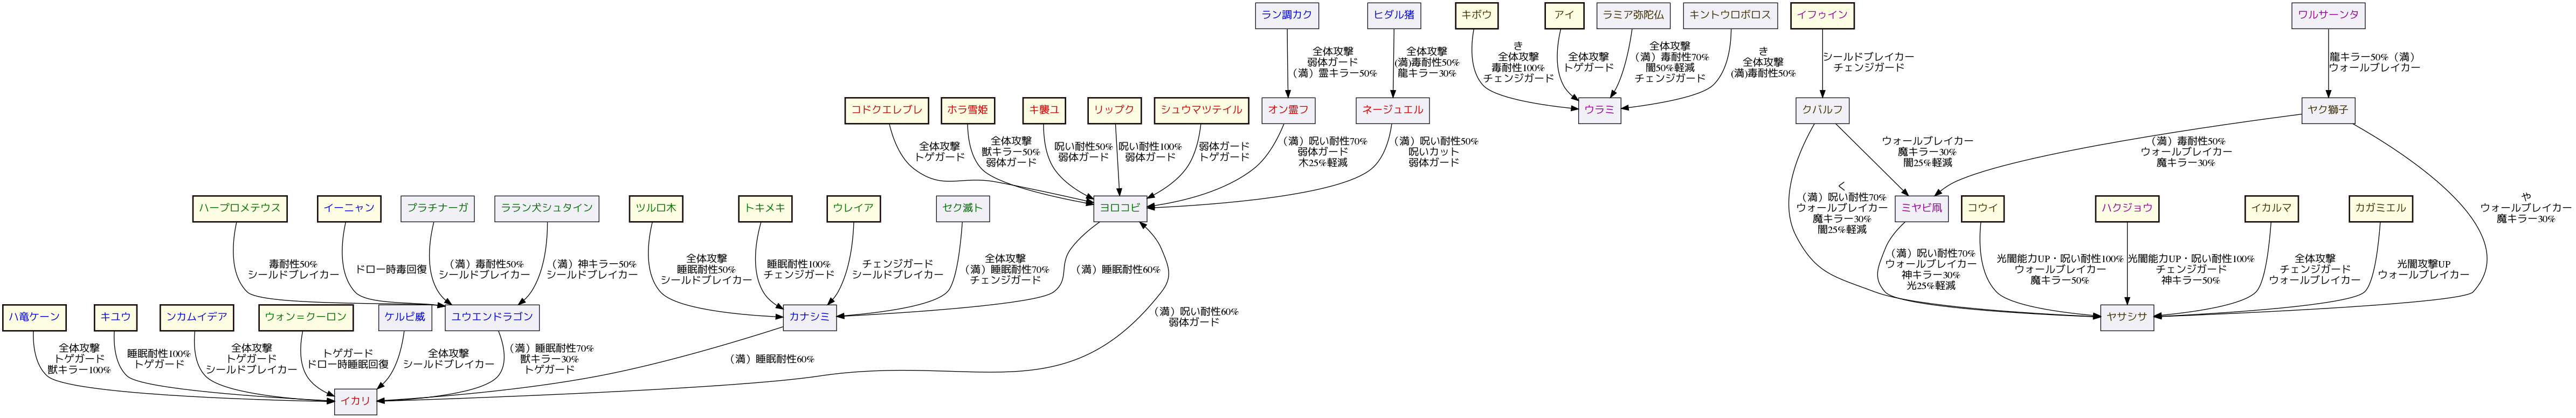 ラン調カク
ヒダル猪
キボウ
アイ
ラミア弥陀仏
キントウロボロス
イフゥイン
ワルサーンタ
全体攻撃
弱体ガード
（満）霊キラー50%
全体攻撃
(満)毒耐性50%
龍キラー30%
き
全体攻撃
毒耐性100%
チェンジガード
全体攻撃
トゲガード
全体攻撃
（満）毒耐性70%
闇50%軽減
チェンジガード
き
全体攻撃
(満)毒耐性50%
シールドブレイカー
チェンジガード
龍キラー50%（満）
ウォールブレイカー
コドクエレブレ
ホラ雪姫
キ襲ユ
リップク
シュウマツテイル
オン霊フ
ネージュエル
ウラミ
クバルフ
ヤク獅子
全体攻撃
トゲガード
全体攻撃
獣キラー50%
弱体ガード
呪い耐性50%
弱体ガード
呪い耐性100%
弱体ガード
弱体ガード
トゲガード
（満）呪い耐性70%
弱体ガード
木25%軽減
（満）呪い耐性50%
呪いカット
弱体ガード
ウォールブレイカー
魔キラー30%
闇25%軽減
（満）毒耐性50%
ウォールブレイカー
魔キラー30%
ハープロメテウス
イーニャン
プラチナーガ
ララン犬シュタイン
ツルロ木
トキメキ
ウレイア
セク滅ト
ヨロコビ
く
（満）呪い耐性70%
ウォールブレイカー
魔キラー30%
闇25%軽減
ミヤビ凧
コウイ
ハクジョウ
イカルマ
カガミエル
や
ウォールブレイカー
魔キラー30%
毒耐性50%
シールドブレイカー
ドロー時毒回復
（満）毒耐性50%
シールドブレイカー
（満）神キラー50%
シールドブレイカー
全体攻撃
睡眠耐性50%
シールドブレイカー
睡眠耐性100%
チェンジガード
チェンジガード
シールドブレイカー
全体攻撃
（満）睡眠耐性70%
チェンジガード
（満）睡眠耐性60%
（満）呪い耐性70%
ウォールブレイカー
神キラー30%
光25%軽減
光闇能力UP・呪い耐性100%
ウォールブレイカー
魔キラー50%
光闇能力UP・呪い耐性100%
チェンジガード
神キラー50%
全体攻撃
チェンジガード
ウォールブレイカー
光闇攻撃UP
ウォールブレイカー
ハ竜ケーン
キユウ
ンカムイデア
ウォン＝クーロン
ケルビ威
ユウエンドラゴン
カナシミ
（満）呪い耐性60%
弱体ガード
ヤサシサ
全体攻撃
トゲガード
獣キラー100%
睡眠耐性100%
トゲガード
全体攻撃
トゲガード
シールドブレイカー
トゲガード
ドロー時睡眠回復
全体攻撃
シールドブレイカー
（満）睡眠耐性70%
獣キラー30%
トゲガード
（満）睡眠耐性60%
イカリ